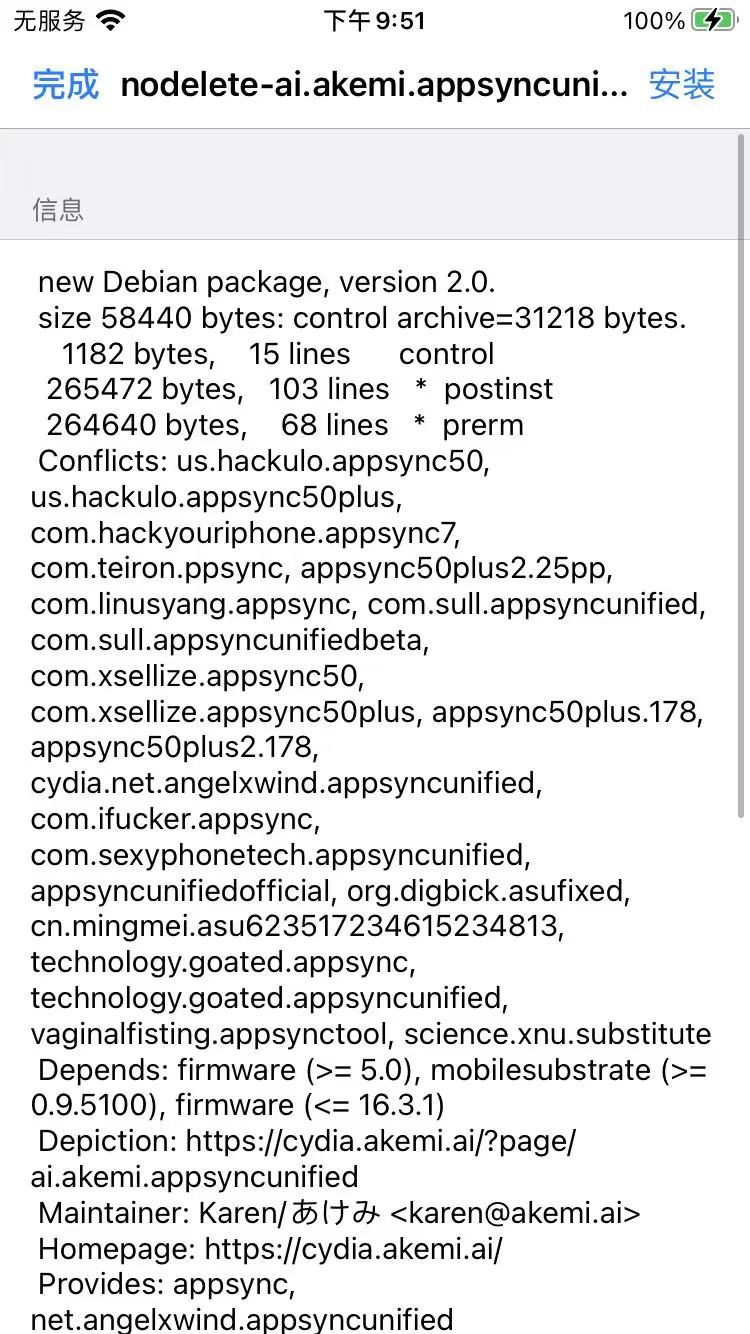 无服务 下午 9:51 100%
完成 nodelete-ai.akemi.appsyncuni... 安装
信息
new Debian package, version 2.0.
size 58440 bytes: control archive=31218 bytes.
1182 bytes, 15 lines control
265472 bytes, 103 lines * postinst
264640 bytes, 68 lines * prerm
Conflicts: us.hackulo.appsync50,
us.hackulo.appsync50plus,
com.hackyouriphone.appsync7,
com.teiron.ppsync, appsync50plus2.25pp,
com.linusyang.appsync, com.sull.appsyncunified,
com.sull.appsyncunifiedbeta,
com.xsellize.appsync50,
com.xsellize.appsync50plus, appsync50plus.178,
appsync50plus2.178,
cydia.net.angelxwind.appsyncunified,
com.ifucker.appsync,
com.sexyphonetech.appsyncunified,
appsyncunifiedofficial, org.digbick.asufixed,
cn.mingmei.asu623517234615234813,
technology.goated.appsync,
technology.goated.appsyncunified,
vaginalfisting.appsynctool, science.xnu.substitute
Depends: firmware (>= 5.0), mobilesubstrate (>=
0.9.5100), firmware (<= 16.3.1)
Depiction: https://cydia.akemi.ai/?page/
ai.akemi.appsyncunified
Maintainer: Karen/あけみ <karen@akemi.ai>
Homepage: https://cydia.akemi.ai/
Provides: appsync,
net.angelxwind.appsyncunified